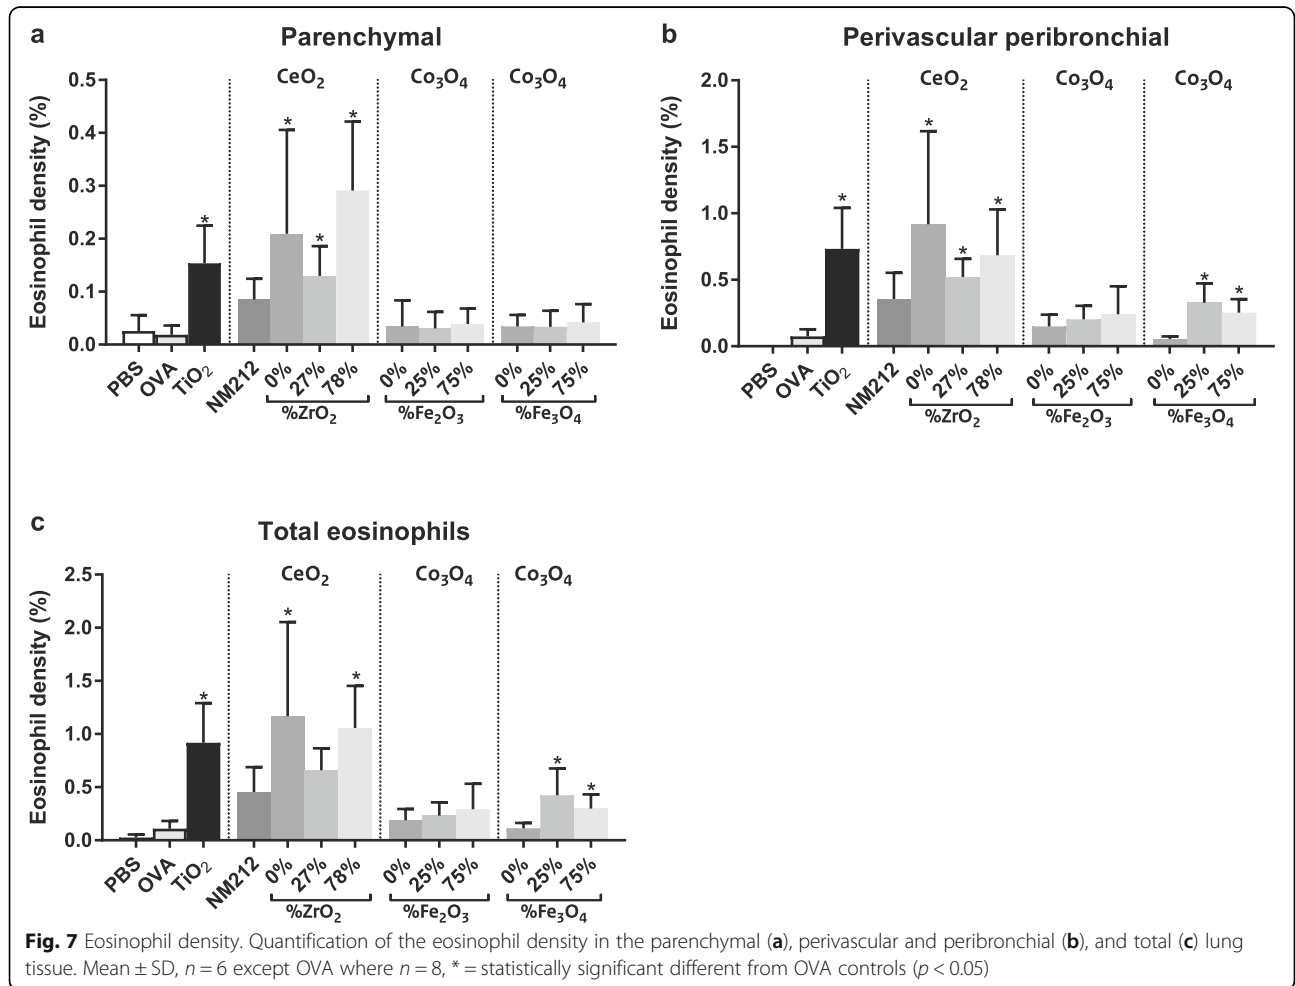 a
Parenchymal
CeO2 Co3O4 Co3O4
Eosinophil density (%)
0.5
0.4
0.3
0.2
0.1
0.0
* * * *
PBS OVA TiO2 NM212 0% 27% 78% 0% 25% 75% 0% 25% 75%
%ZrO2 %Fe2O3 %Fe3O4
b
Perivascular peribronchial
CeO2 Co3O4 Co3O4
Eosinophil density (%)
2.0
1.5
1.0
0.5
0.0
* * * * * *
PBS OVA TiO2 NM212 0% 27% 78% 0% 25% 75% 0% 25% 75%
%ZrO2 %Fe2O3 %Fe3O4
c
Total eosinophils
CeO2 Co3O4 Co3O4
Eosinophil density (%)
2.5
2.0
1.5
1.0
0.5
0.0
* * * * *
PBS OVA TiO2 NM212 0% 27% 78% 0% 25% 75% 0% 25% 75%
%ZrO2 %Fe2O3 %Fe3O4
Fig. 7 Eosinophil density. Quantification of the eosinophil density in the parenchymal (a), perivascular and peribronchial (b), and total (c) lung
tissue. Mean ± SD, n = 6 except OVA where n = 8, * = statistically significant different from OVA controls (p < 0.05)